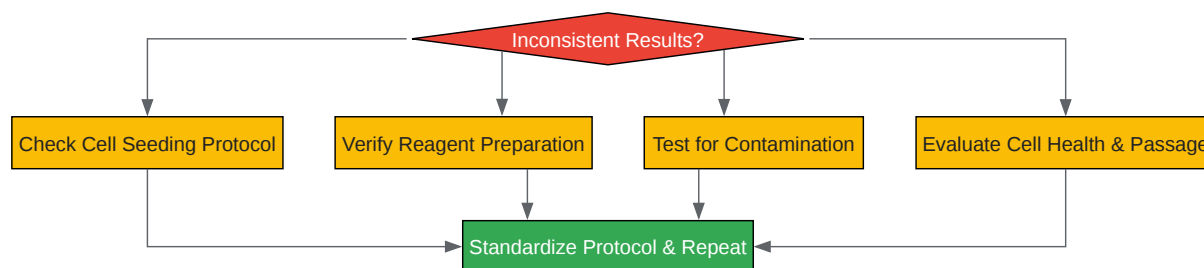 Inconsistent Results?
Check Cell Seeding Protocol
Verify Reagent Preparation
Test for Contamination
Evaluate Cell Health & Passage
Standardize Protocol & Repeat